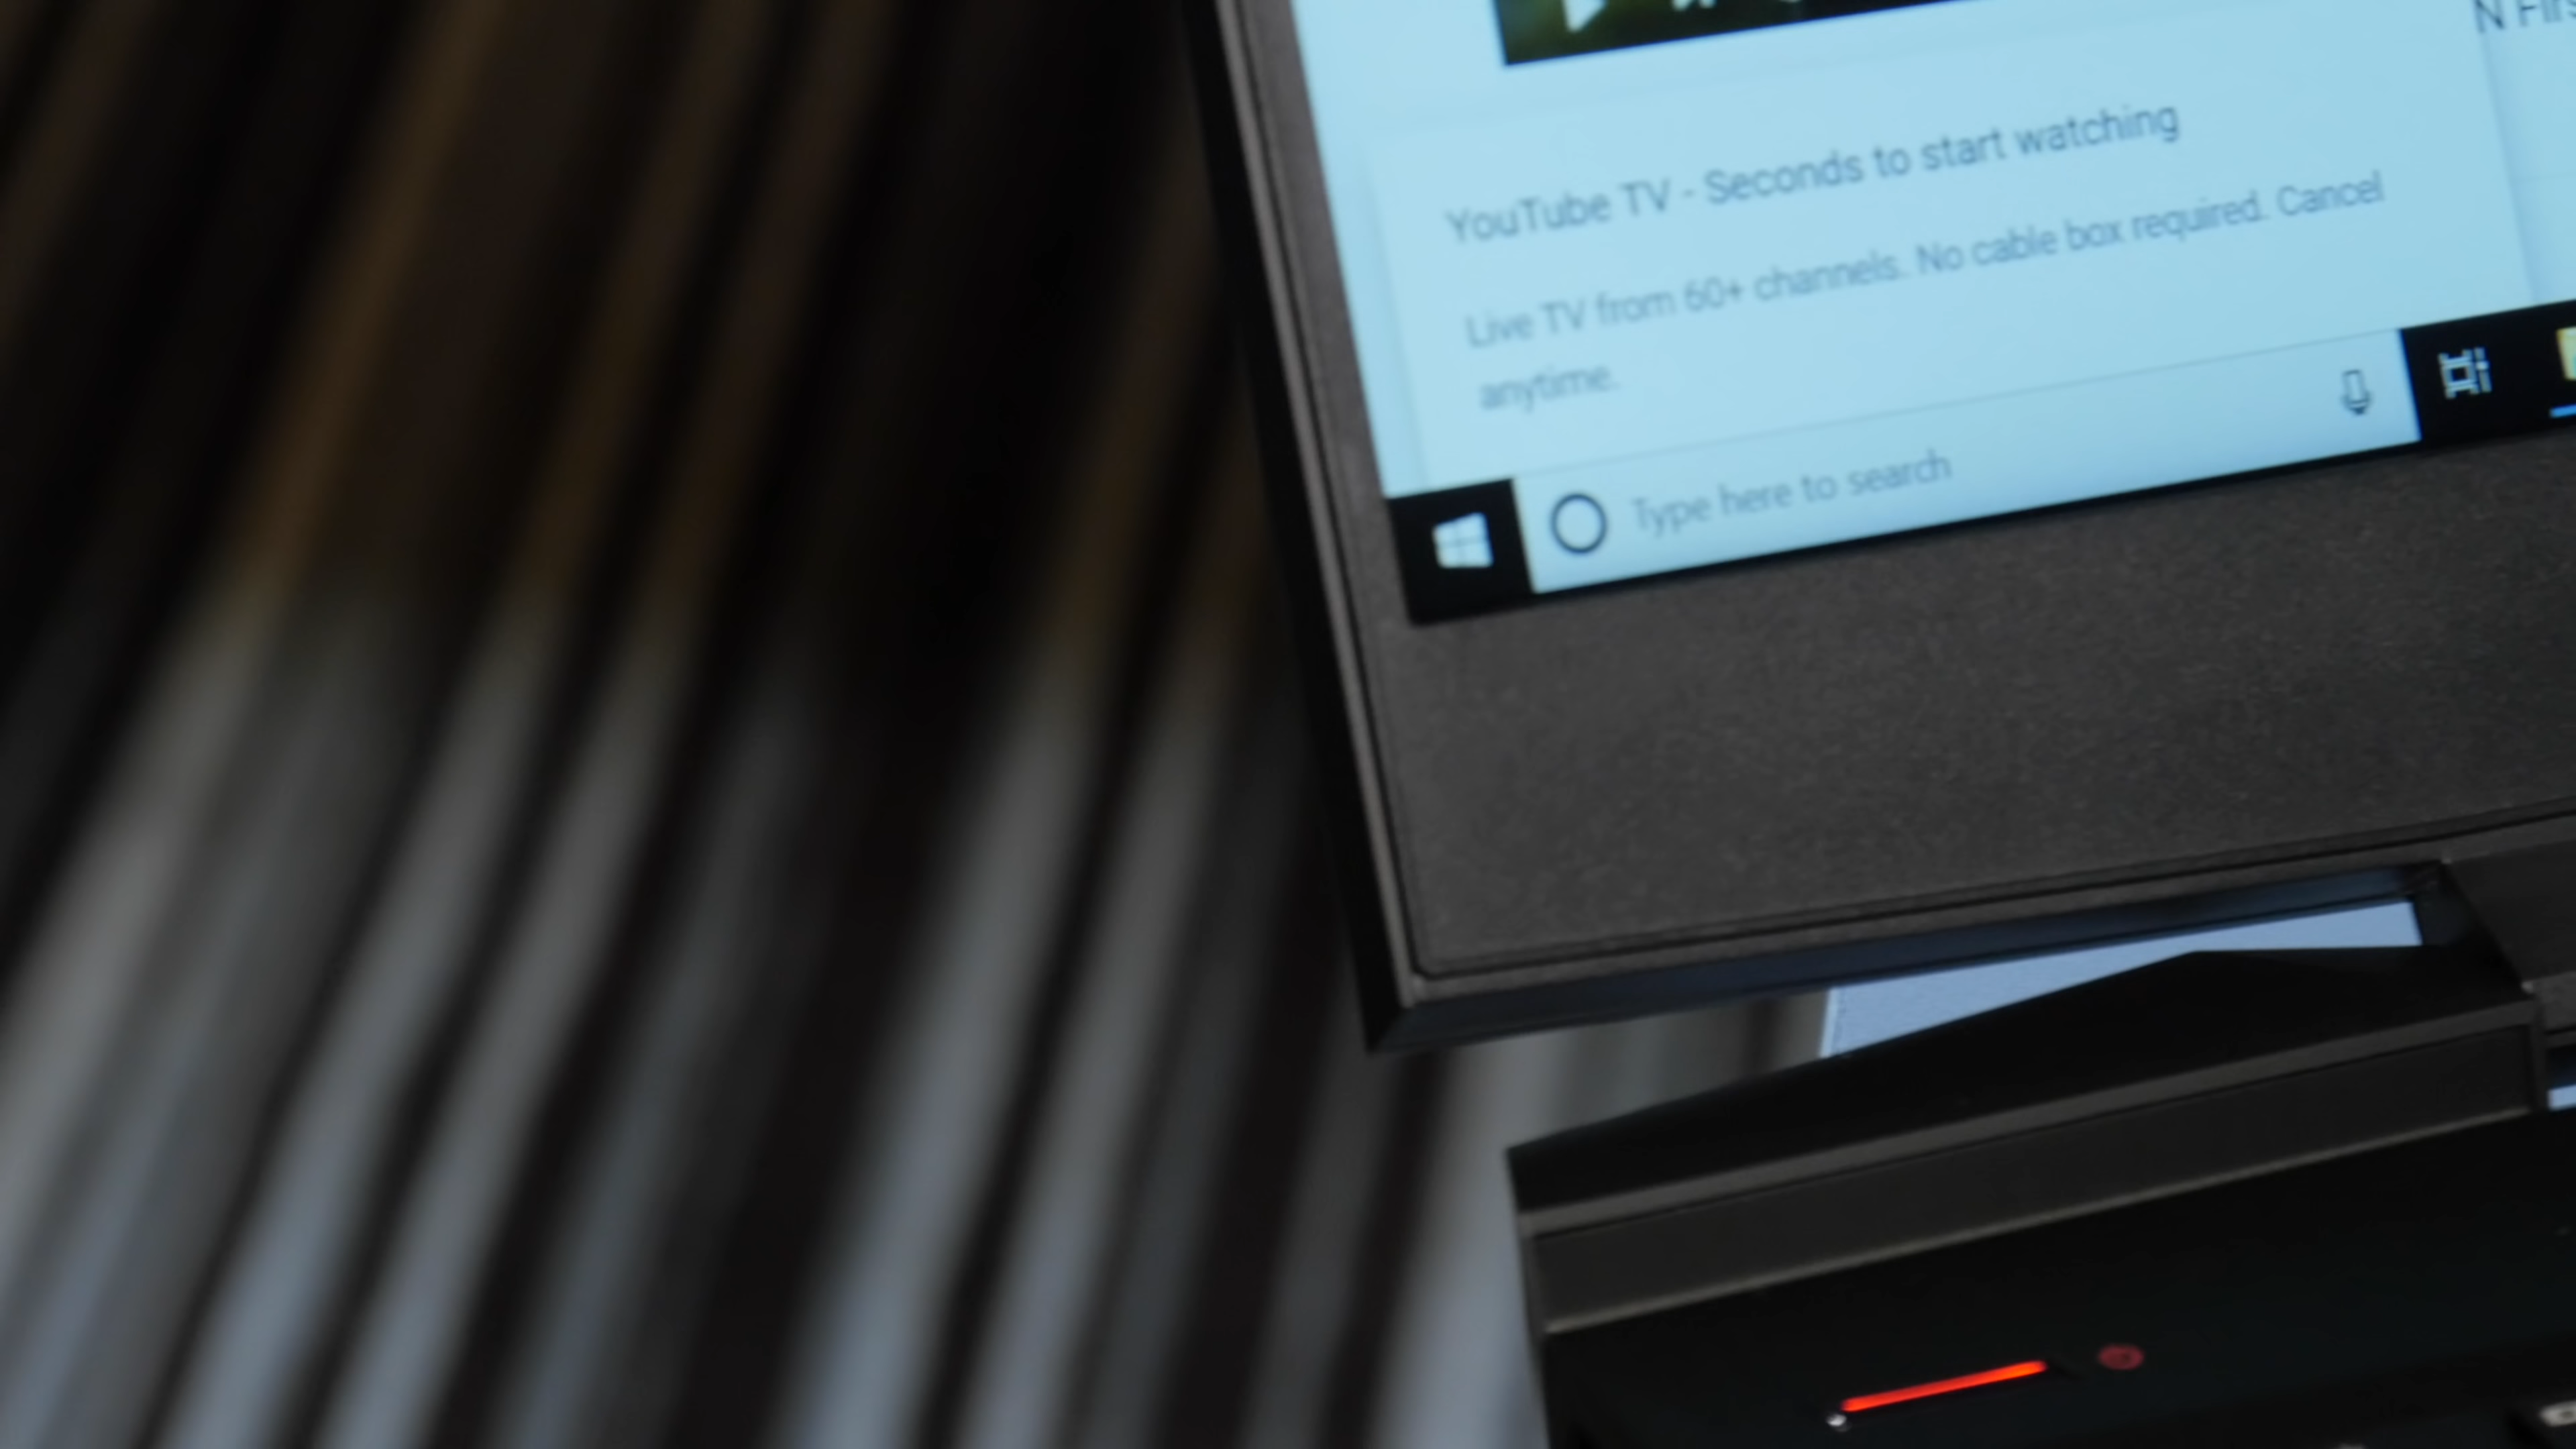 YouTube TV - Seconds to start watching
Live TV from 60+ channels. No cable box required. Cancel
anytime.
Type here to search